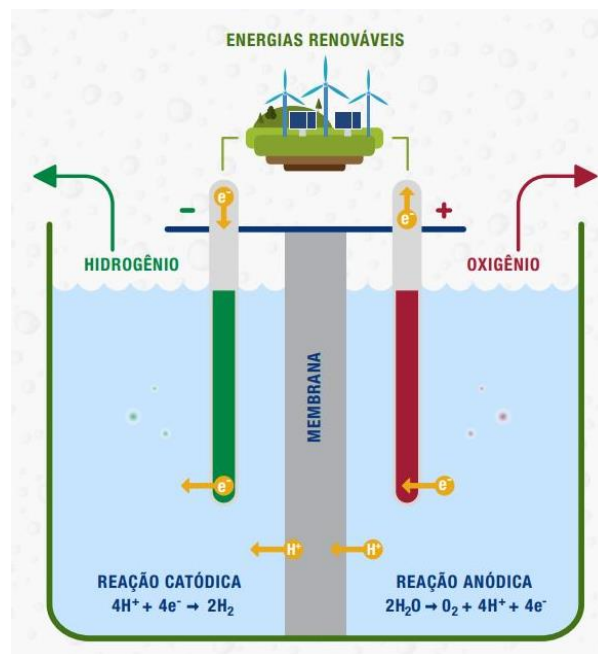 ENERGIAS RENOVÁVEIS
e⁻
e⁻
-
+
HIDROGÊNIO
OXIGÊNIO
MEMBRANA
e⁻
e⁻
H⁺
H⁺
REAÇÃO CATÓDICA
4H⁺ + 4e⁻ → 2H₂
REAÇÃO ANÓDICA
2H₂O → O₂ + 4H⁺ + 4e⁻